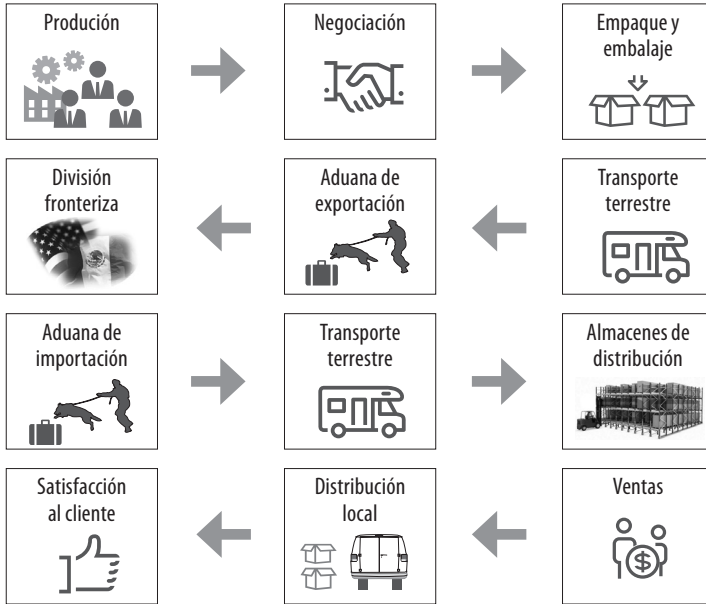 Produción
Negociación
Empaque y
embalaje
División
fronteriza
Aduana de
exportación
Transporte
terrestre
Aduana de
importación
Transporte
terrestre
Almacenes de
distribución
Satisfacción
al cliente
Distribución
local
Ventas
$